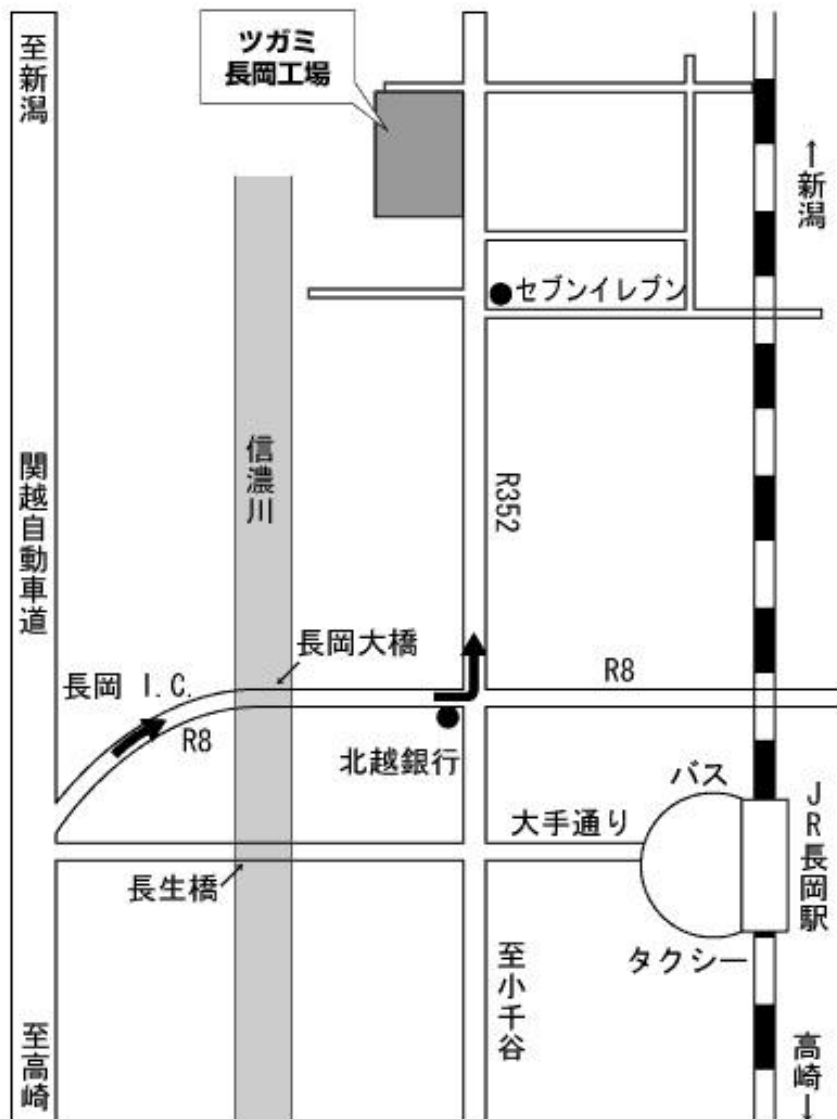 ツガミ
長岡工場
至新潟
↑新潟
セブンイレブン
信濃川
関越自動車道
R352
長岡大橋
長岡 I.C.
R8
R8
北越銀行
バス
大手通り
JR長岡駅
長生橋
タクシー
至小千谷
至高崎
高崎↓